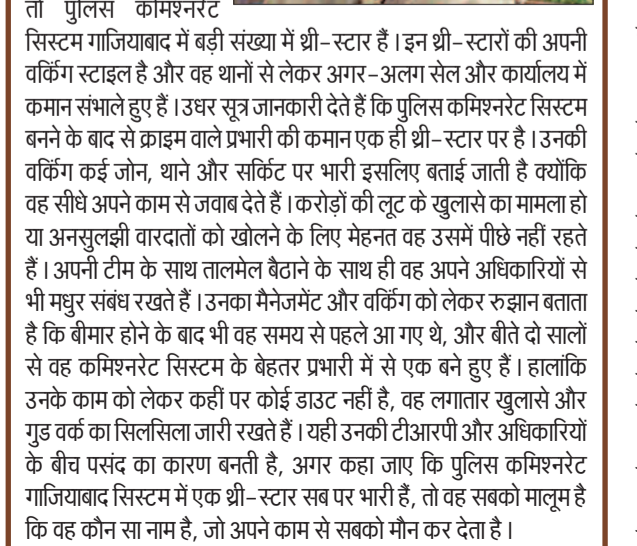 तो पुलिस कमिश्नरेट
सिस्टम गाजियाबाद में बड़ी संख्या में थ्री-स्टार हैं। इन थ्री-स्टारों की अपनी
वर्किंग स्टाइल है और वह थानों से लेकर अगर-अलग सेल और कार्यालय में
कमान संभाले हुए हैं। उधर सूत्र जानकारी देते हैं कि पुलिस कमिश्नरेट सिस्टम
बनने के बाद से क्राइम वाले प्रभारी की कमान एक ही थ्री-स्टार पर है। उनकी
वर्किंग कई जोन, थाने और सर्किट पर भारी इसलिए बताई जाती है क्योंकि
वह सीधे अपने काम से जवाब देते हैं। करोड़ों की लूट के खुलासे का मामला हो
या अनसुलझी वारदातों को खोलने के लिए मेहनत वह उसमें पीछे नहीं रहते
हैं। अपनी टीम के साथ तालमेल बैठाने के साथ ही वह अपने अधिकारियों से
भी मधुर संबंध रखते हैं। उनका मैनेजमेंट और वर्किंग को लेकर रुझान बताता
है कि बीमार होने के बाद भी वह समय से पहले आ गए थे, और बीते दो सालों
से वह कमिश्नरेट सिस्टम के बेहतर प्रभारी में से एक बने हुए हैं। हालांकि
उनके काम को लेकर कहीं पर कोई डाउट नहीं है, वह लगातार खुलासे और
गुड वर्क का सिलसिला जारी रखते हैं। यही उनकी टीआरपी और अधिकारियों
के बीच पसंद का कारण बनती है, अगर कहा जाए कि पुलिस कमिश्नरेट
गाजियाबाद सिस्टम में एक थ्री-स्टार सब पर भारी हैं, तो वह सबको मालूम है
कि वह कौन सा नाम है, जो अपने काम से सबको मौन कर देता है।